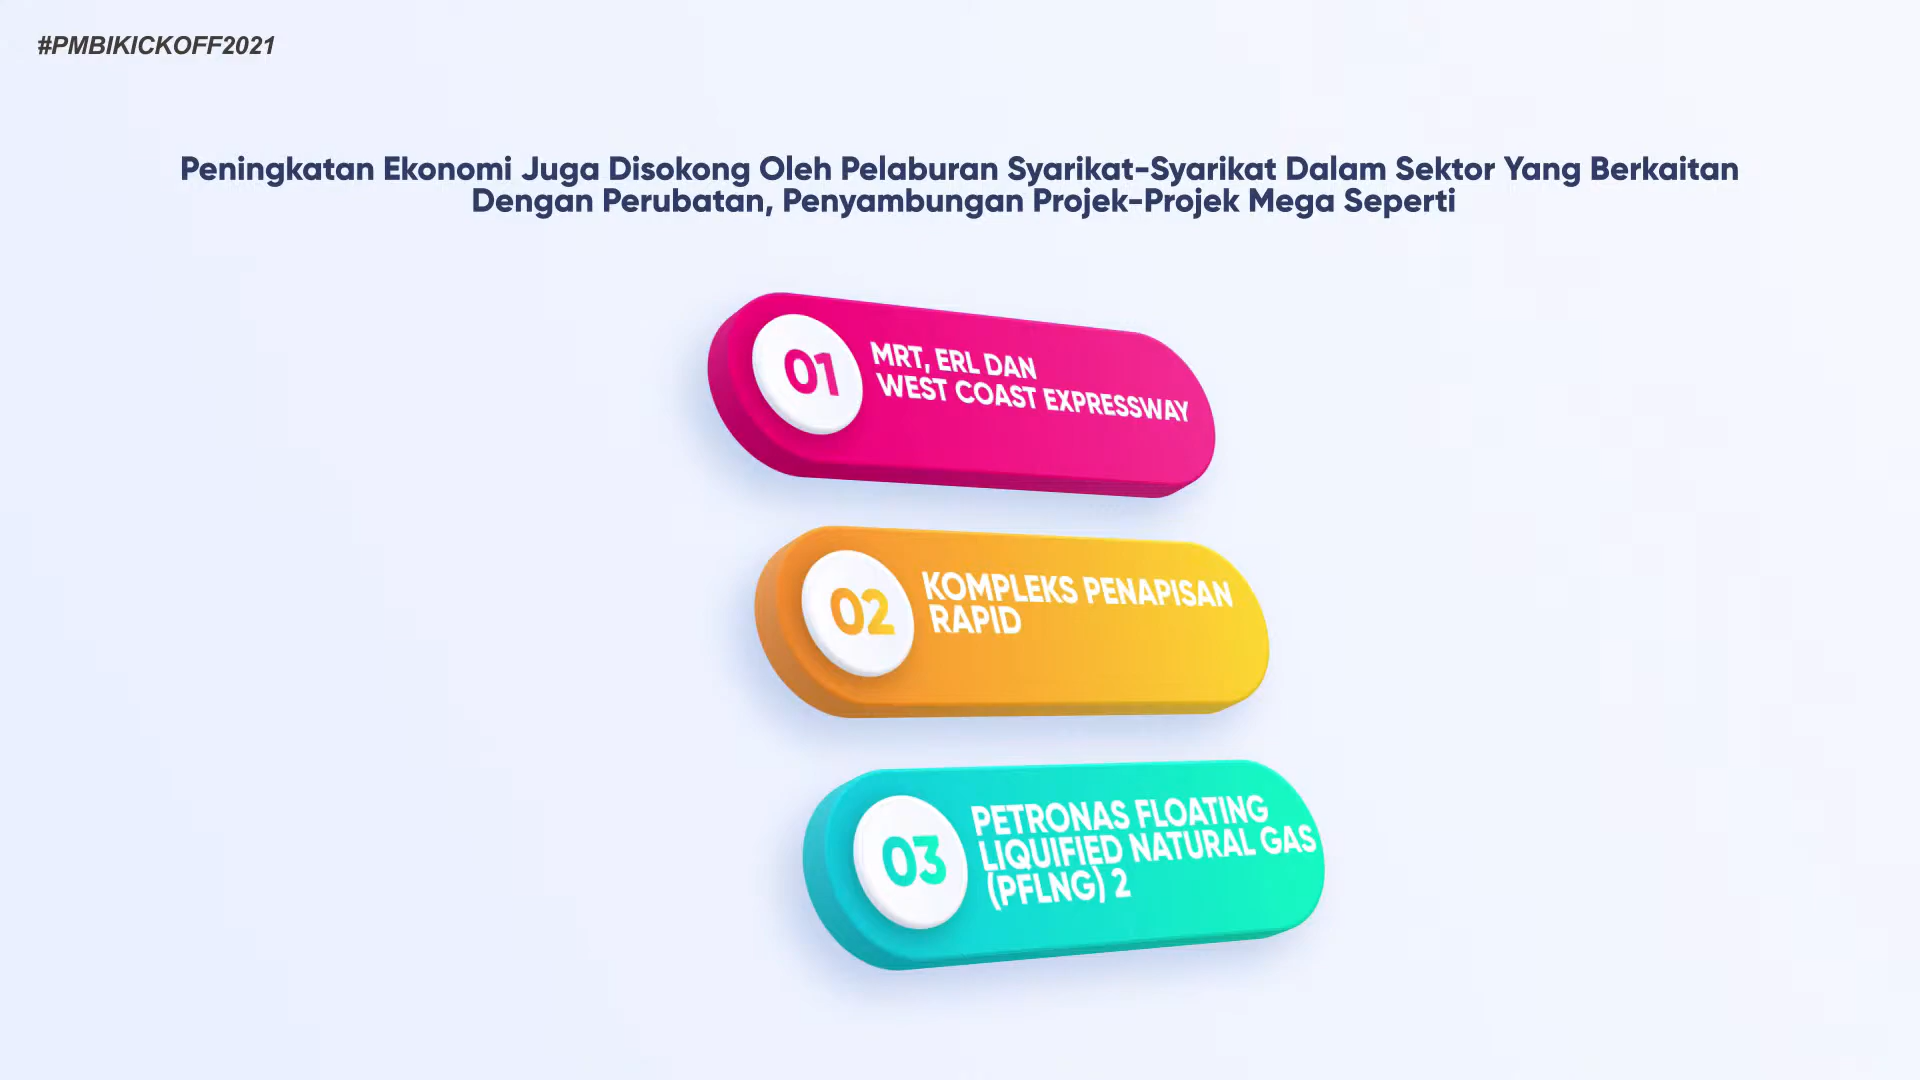 #PMBIKICKOFF2021
Peningkatan Ekonomi Juga Disokong Oleh Pelaburan Syarikat-Syarikat Dalam Sektor Yang Berkaitan
Dengan Perubatan, Penyambungan Projek-Projek Mega Seperti
01
MRT, ERL DAN
WEST COAST EXPRESSWAY
02
KOMPLEKS PENAPISAN
RAPID
03
PETRONAS FLOATING
LIQUIFIED NATURAL GAS
(PFLNG) 2